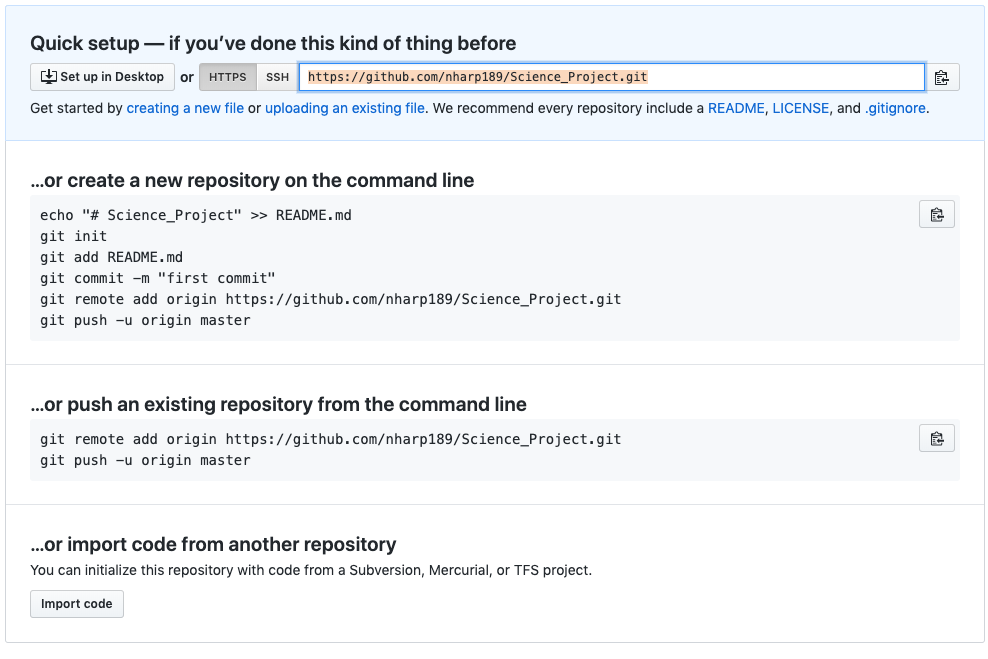 Quick setup — if you’ve done this kind of thing before
Set up in Desktop or HTTPS SSH https://github.com/nharp189/Science_Project.git
Get started by creating a new file or uploading an existing file. We recommend every repository include a README, LICENSE, and .gitignore.
…or create a new repository on the command line
echo "# Science_Project" >> README.md
git init
git add README.md
git commit -m "first commit"
git remote add origin https://github.com/nharp189/Science_Project.git
git push -u origin master
…or push an existing repository from the command line
git remote add origin https://github.com/nharp189/Science_Project.git
git push -u origin master
…or import code from another repository
You can initialize this repository with code from a Subversion, Mercurial, or TFS project.
Import code